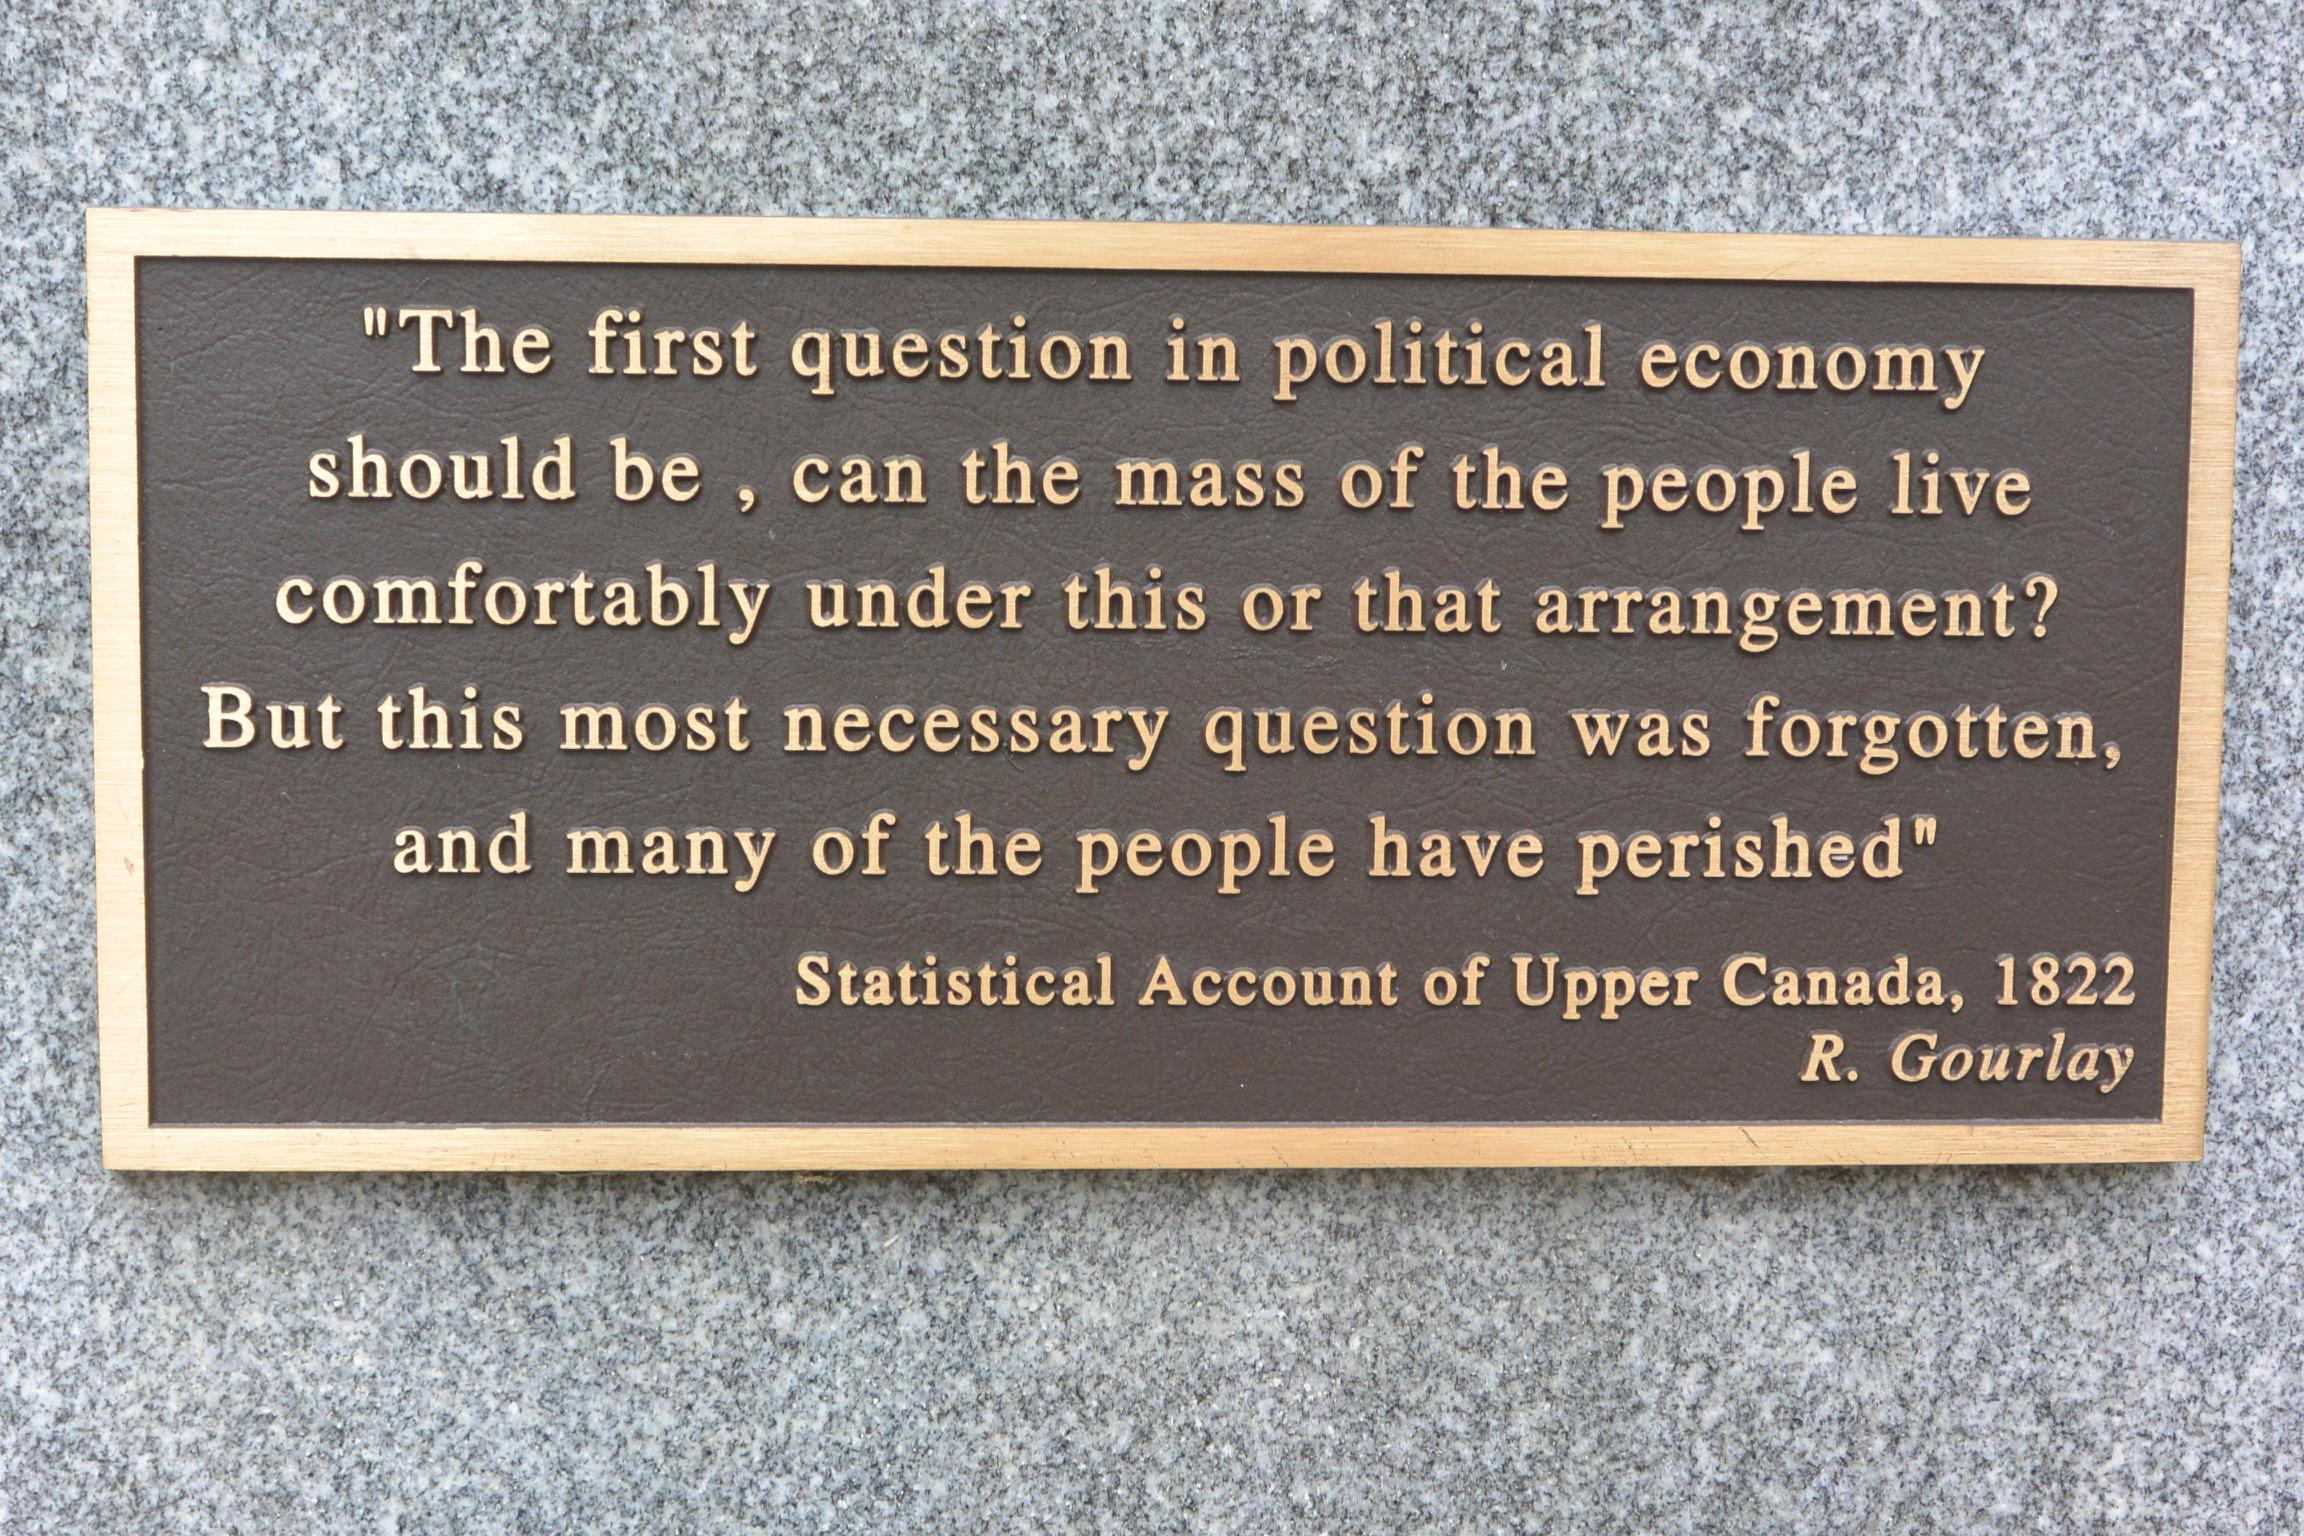 "The first question in political economy
should be , can the mass of the people live
comfortably under this or that arrangement?
But this most necessary question was forgotten,
and many of the people have perished"
Statistical Account of Upper Canada, 1822
R. Gourlay